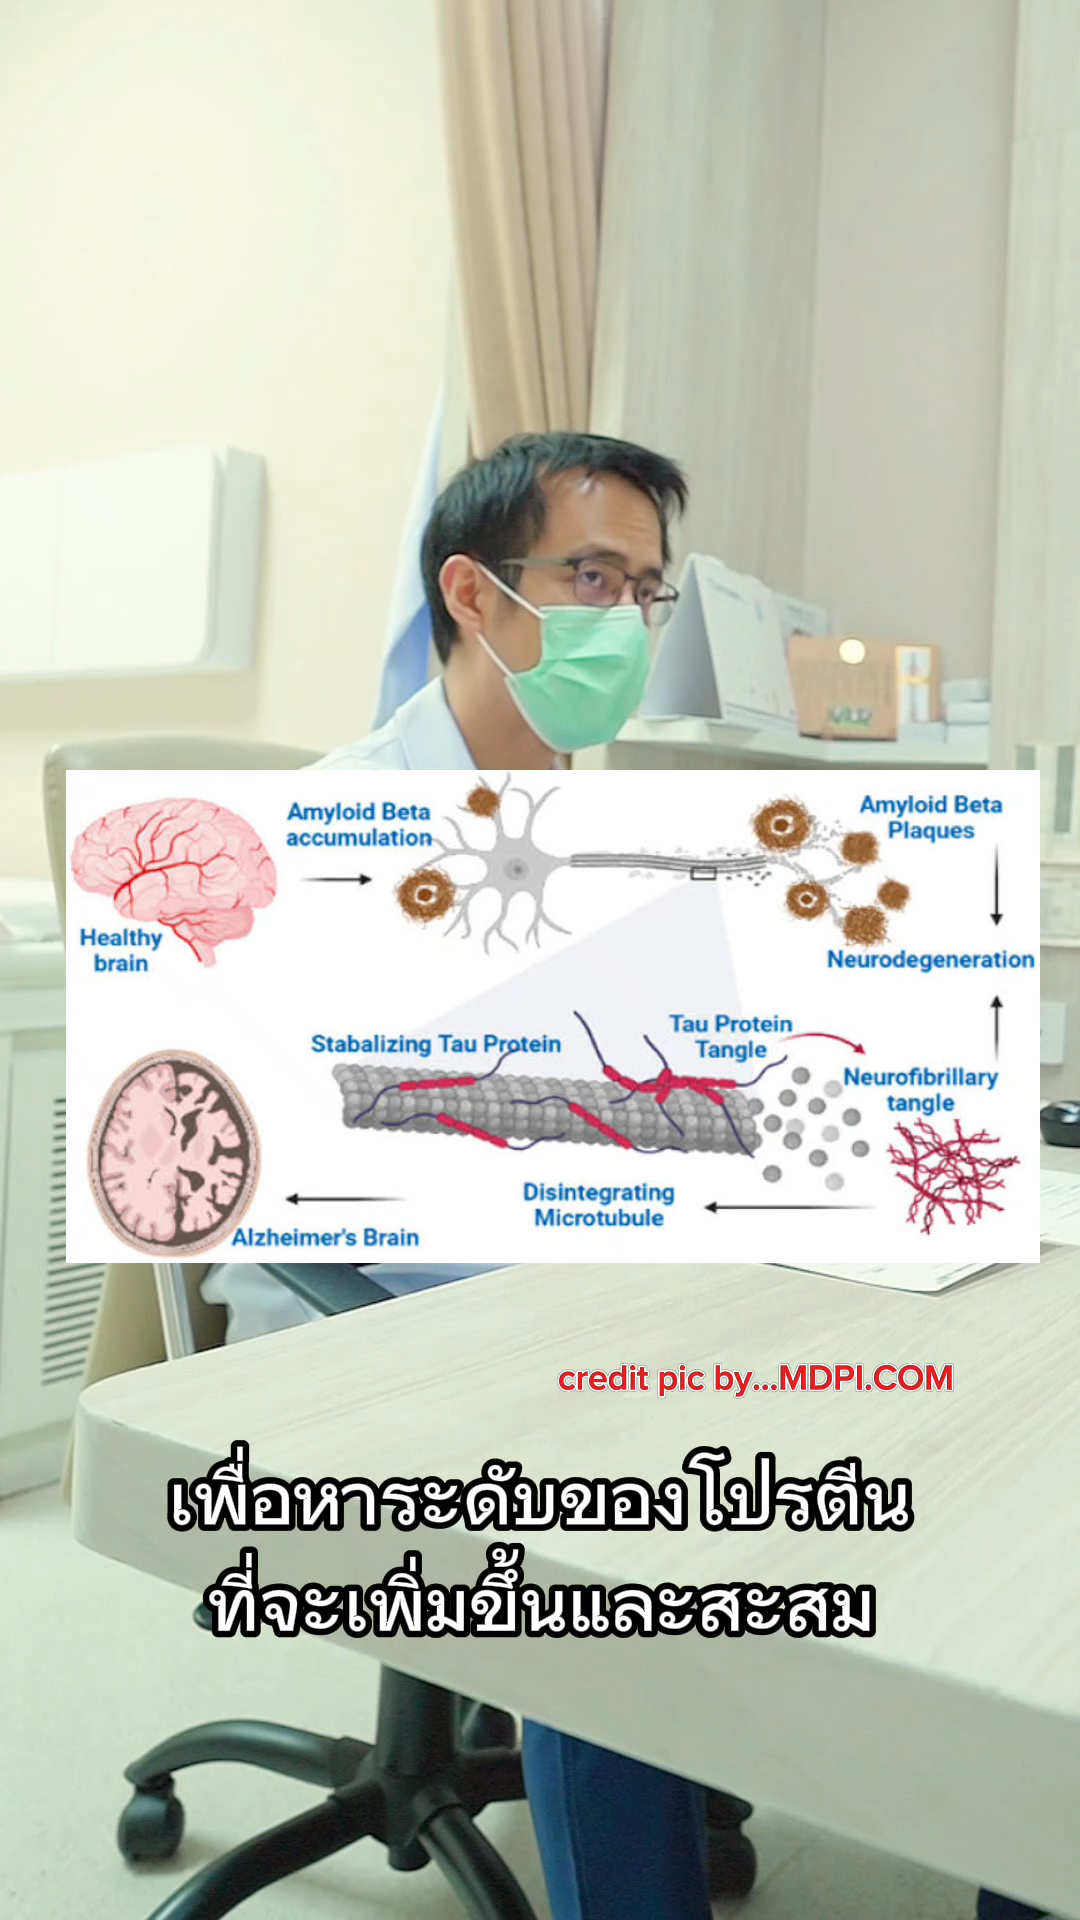 Amyloid Beta
accumulation
Amyloid Beta
Plaques
Healthy
brain
Neurodegeneration
Stabalizing Tau Protein
Tau Protein
Tangle
Neurofibrillary
tangle
Disintegrating
Microtubule
Alzheimer's Brain
credit pic by...MDPI.COM
เพื่อหาระดับของโปรตีน
ที่จะเพิ่มขึ้นและสะสม